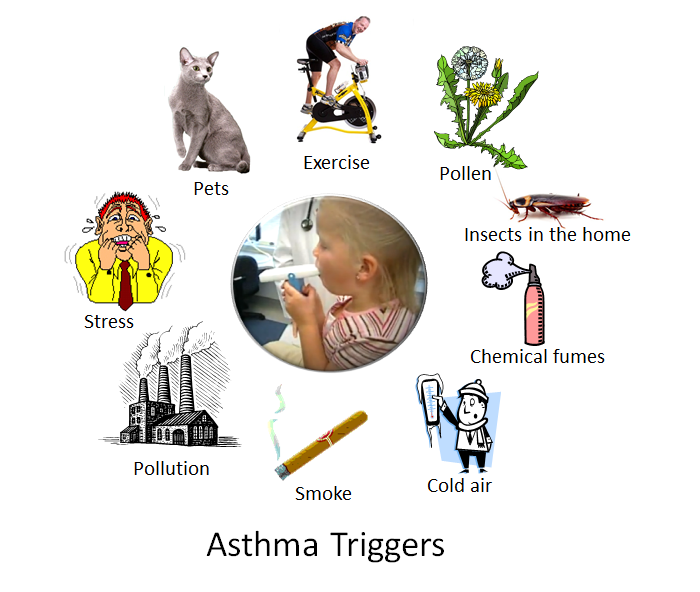 Exercise
Pollen
Pets
Insects in the home
Stress
Chemical fumes
Pollution
Cold air
Smoke
Asthma Triggers